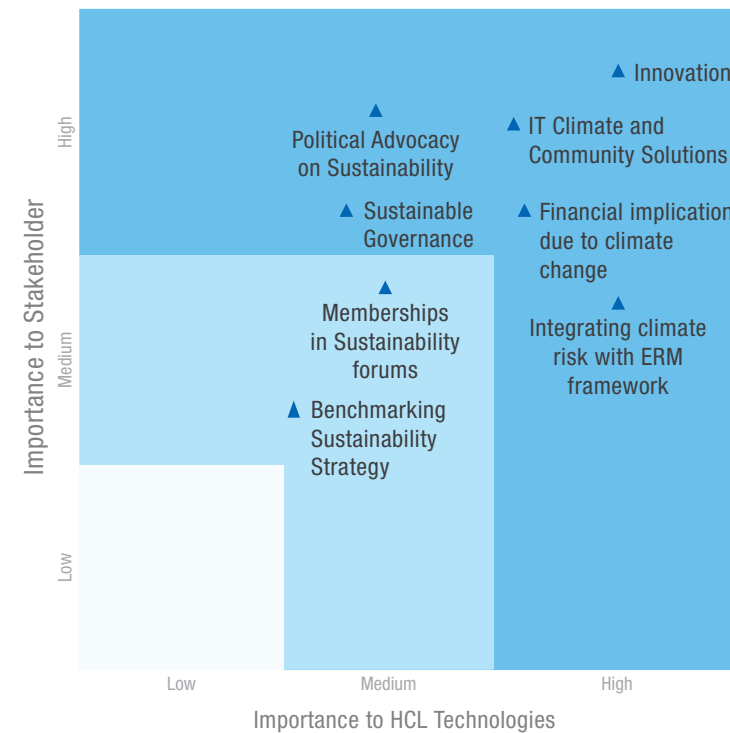 Importance to Stakeholder
High
Medium
Low
Innovation
Political Advocacy
on Sustainability
IT Climate and
Community Solutions
Sustainable
Governance
Financial implication
due to climate
change
Memberships
in Sustainability
forums
Integrating climate
risk with ERM
framework
Benchmarking
Sustainability
Strategy
Low
Medium
High
Importance to HCL Technologies